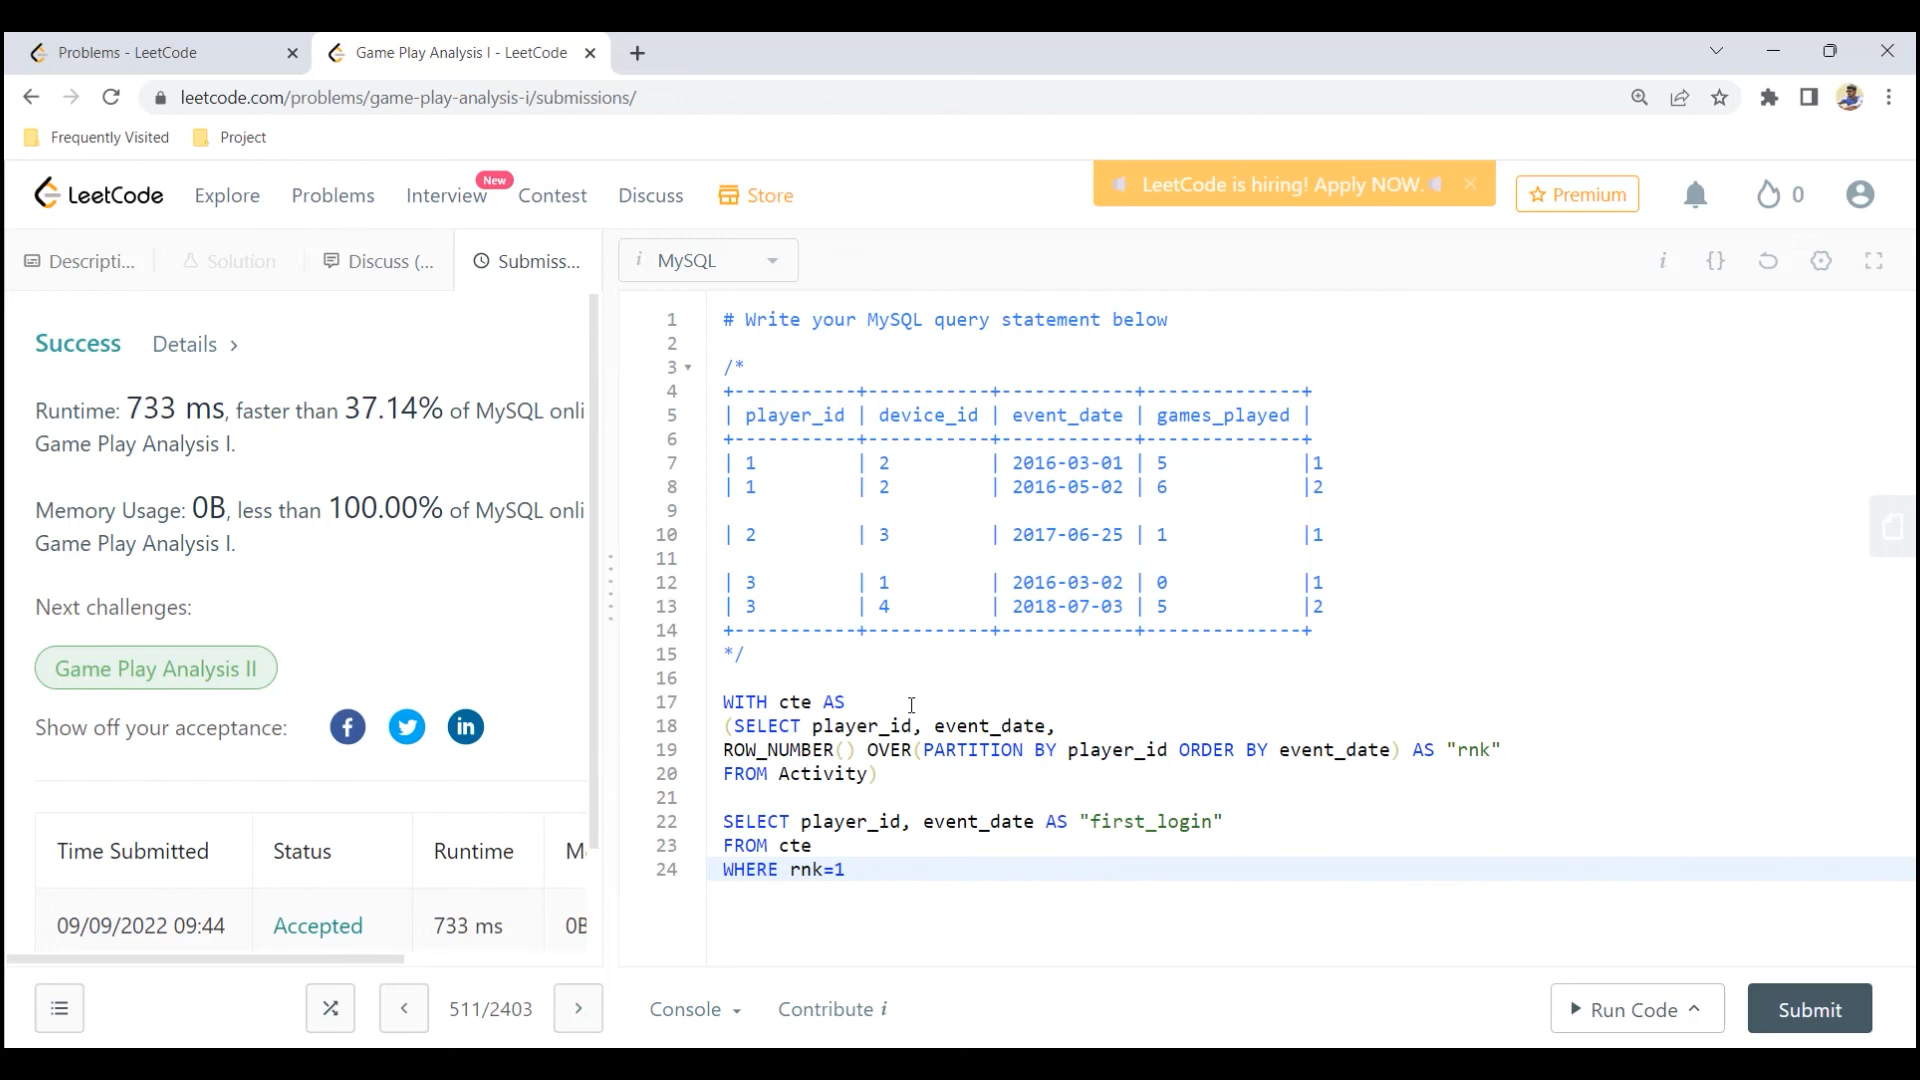 Problems - LeetCode
Game Play Analysis I - LeetCode
leetcode.com/problems/game-play-analysis-i/submissions/
Frequently Visited
Project
LeetCode
Explore
Problems
Interview
New
Contest
Discuss
Store
LeetCode is hiring! Apply NOW.
Premium
0
Descripti...
Solution
Discuss (...
Submiss...
i MySQL
i {}
Success
Details >
Runtime: 733 ms, faster than 37.14% of MySQL onli
Game Play Analysis I.
Memory Usage: 0B, less than 100.00% of MySQL onli
Game Play Analysis I.
Next challenges:
Game Play Analysis II
Show off your acceptance:
f
in
Time Submitted Status Runtime M
09/09/2022 09:44 Accepted 733 ms 0B
1 # Write your MySQL query statement below
2
3 /*
4 +-----------+-----------+------------+--------------+
5 | player_id | device_id | event_date | games_played |
6 +-----------+-----------+------------+--------------+
7 | 1 | 2 | 2016-03-01 | 5 |1
8 | 1 | 2 | 2016-05-02 | 6 |2
9
10 | 2 | 3 | 2017-06-25 | 1 |1
11
12 | 3 | 1 | 2016-03-02 | 0 |1
13 | 3 | 4 | 2018-07-03 | 5 |2
14 +-----------+-----------+------------+--------------+
15 */
16
17 WITH cte AS
18 (SELECT player_id, event_date,
19 ROW_NUMBER() OVER(PARTITION BY player_id ORDER BY event_date) AS "rnk"
20 FROM Activity)
21
22 SELECT player_id, event_date AS "first_login"
23 FROM cte
24 WHERE rnk=1
511/2403
Console
Contribute i
Run Code
Submit